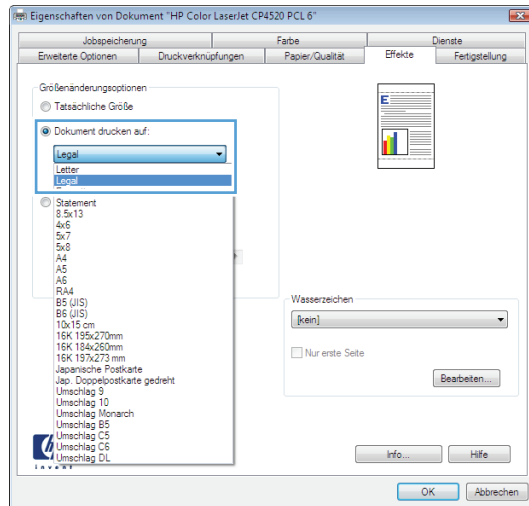 Eigenschaften von Dokument "HP Color LaserJet CP4520 PCL 6"
Jobspeicherung Farbe Dienste
Erweiterte Optionen Druckverknüpfungen Papier/Qualität Effekte Fertigstellung
Größenänderungsoptionen
Tatsächliche Größe
Dokument drucken auf:
Legal
Letter
Legal
Statement
8.5x13
4x6
5x7
5x8
A4
A5
A6
RA4
B5 (JIS)
B6 (JIS)
10x15 cm
16K 195x270mm
16K 184x260mm
16K 197x273 mm
Japanische Postkarte
Jap. Doppelpostkarte gedreht
Umschlag 9
Umschlag 10
Umschlag Monarch
Umschlag B5
Umschlag C5
Umschlag C6
Umschlag DL
E
Wasserzeichen
[kein]
Nur erste Seite
Bearbeiten...
invent
Info... Hilfe
OK Abbrechen